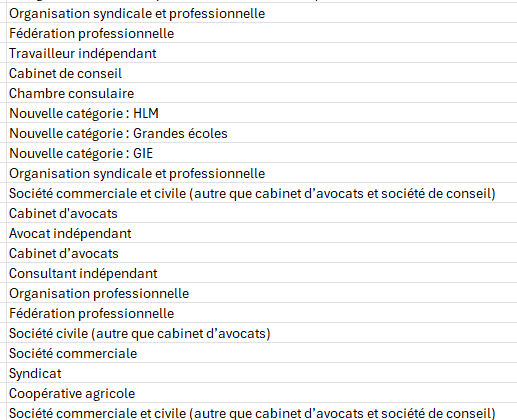 Organisation syndicale et professionnelle
Fédération professionnelle
Travailleur indépendant
Cabinet de conseil
Chambre consulaire
Nouvelle catégorie : HLM
Nouvelle catégorie : Grandes écoles
Nouvelle catégorie : GIE
Organisation syndicale et professionnelle
Société commerciale et civile (autre que cabinet d’avocats et société de conseil)
Cabinet d'avocats
Avocat indépendant
Cabinet d’avocats
Consultant indépendant
Organisation professionnelle
Fédération professionnelle
Société civile (autre que cabinet d’avocats)
Société commerciale
Syndicat
Coopérative agricole
Société commerciale et civile (autre que cabinet d’avocats et société de conseil)